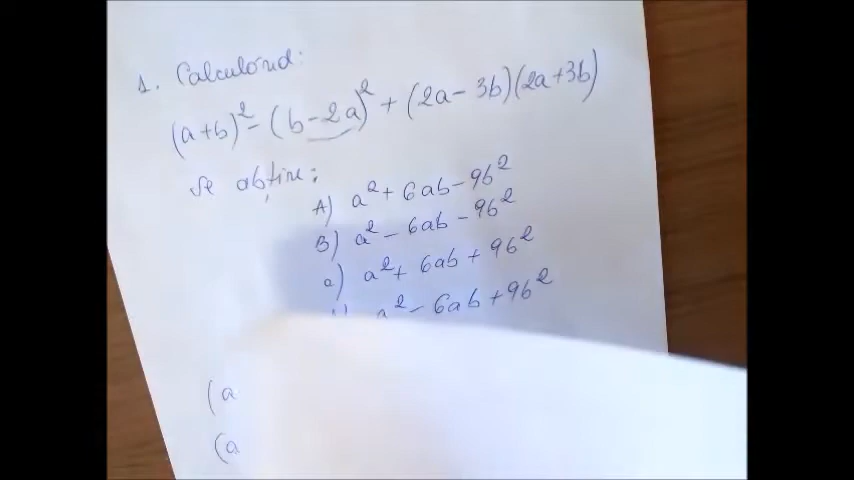 1. Calculând:
(a+b)² - (b-2a)² + (2a-3b)(2a+3b)
se obține:
A) a² + 6ab - 9b²
B) a² - 6ab - 9b²
c) a² + 6ab + 9b²
a² - 6ab + 9b²
(a
(a